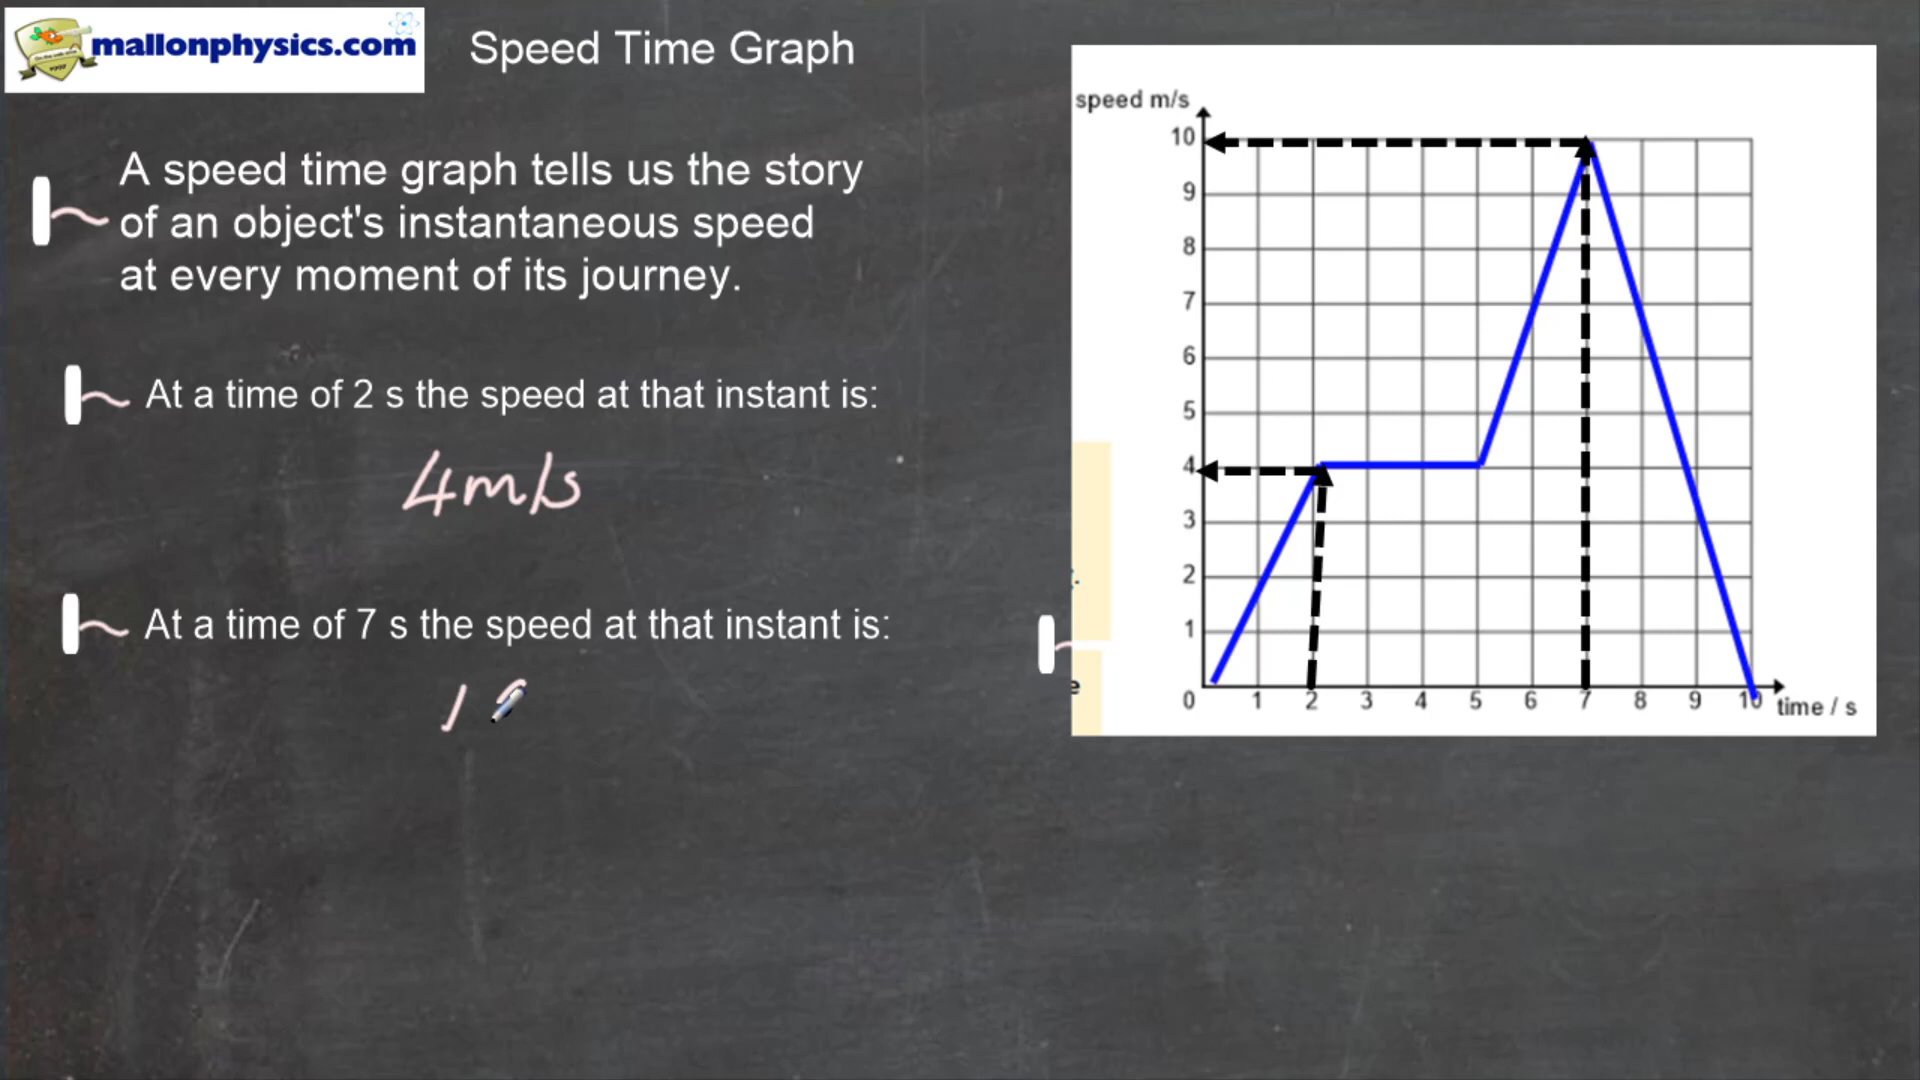 mallonphysics.com
Speed Time Graph
A speed time graph tells us the story
of an object's instantaneous speed
at every moment of its journey.
At a time of 2 s the speed at that instant is:
4m/s
At a time of 7 s the speed at that instant is:
1
speed m/s
10
9
8
7
6
5
4
3
2
1
0 1 2 3 4 5 6 7 8 9 10
time / s
e